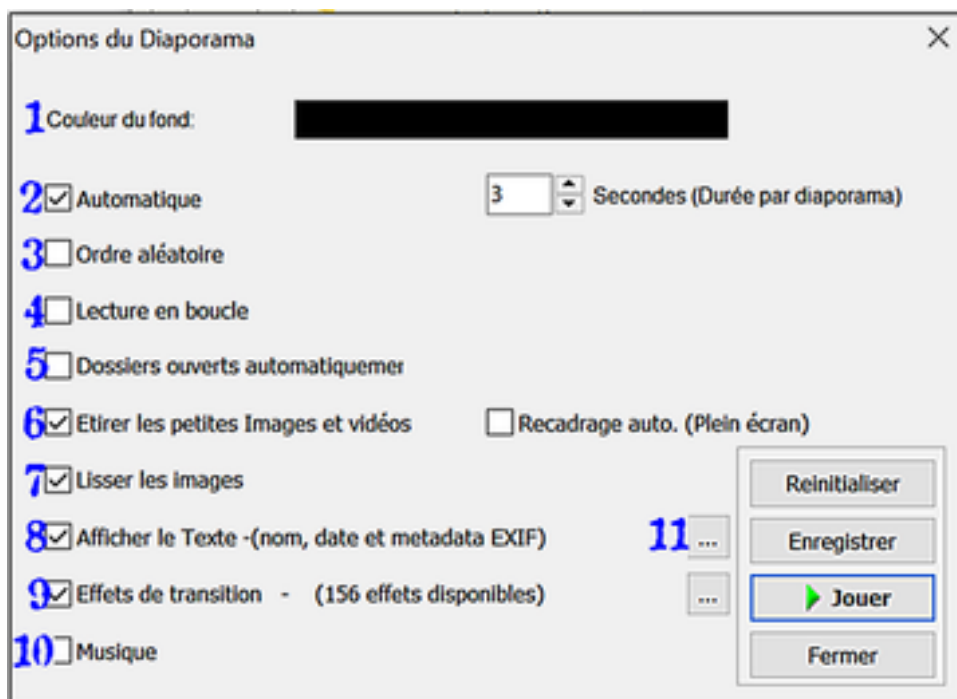 Options du Diaporama
1 Couleur du fond:
2 Automatique 3 Secondes (Durée par diaporama)
3 Ordre aléatoire
4 Lecture en boucle
5 Dossiers ouverts automatiquemer
6 Etirer les petites Images et vidéos Recadrage auto. (Plein écran)
7 Lisser les images
Reinitialiser
8 Afficher le Texte -(nom, date et metadata EXIF) 11 ...
Enregistrer
9 Effets de transition - (156 effets disponibles) ...
Jouer
10 Musique
Fermer